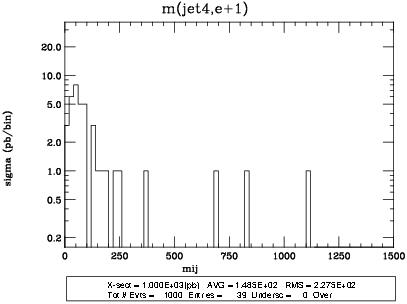 m(jet4,e+1)
sigma (pb/bin)
20.0
10.0
5.0
2.0
1.0
0.5
0.2
0 250 500 750 1000 1250 1500
mij
X-sect = 1.000E+03(pb) AVG = 1.485E+02 RMS = 2.275E+02
Tot # Evts = 1000 Entries = 39 Undersc = 0 Over